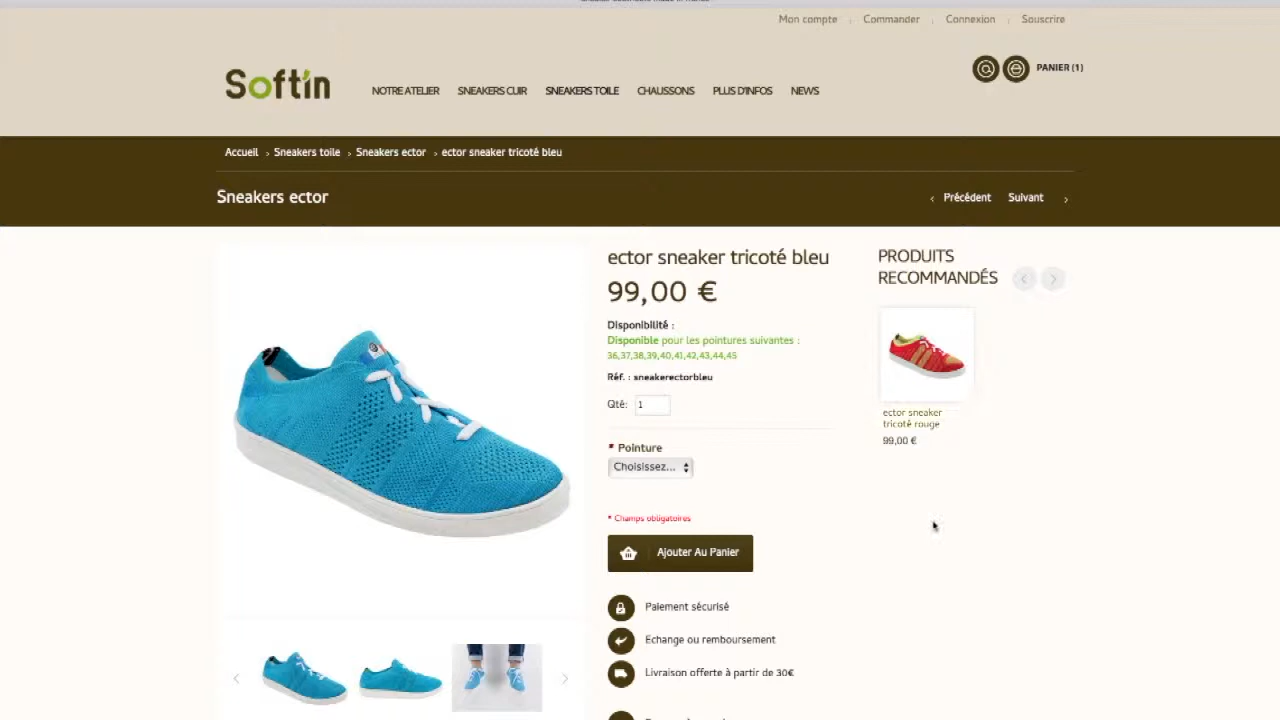 Mon compte
Commander
Connexion
Souscrire
Softin
NOTRE ATELIER
SNEAKERS CUIR
SNEAKERS TOILE
CHAUSSONS
PLUS D'INFOS
NEWS
PANIER (1)
Accueil › Sneakers toile › Sneakers ector › ector sneaker tricoté bleu
Sneakers ector
‹ Précédent
Suivant ›
ector sneaker tricoté bleu
99,00 €
Disponibilité :
Disponible pour les pointures suivantes :
36,37,38,39,40,41,42,43,44,45
Réf. : sneakerectorbleu
Qté: 1
* Pointure
Choisissez...
* Champs obligatoires
Ajouter Au Panier
Paiement sécurisé
Echange ou remboursement
Livraison offerte à partir de 30€
PRODUITS
RECOMMANDÉS
ector sneaker
tricoté rouge
99,00 €